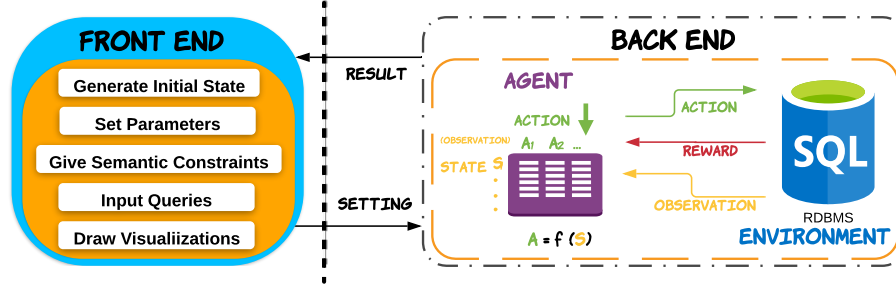 FRONT END
Generate Initial State
Set Parameters
Give Semantic Constraints
Input Queries
Draw Visualiizations
RESULT
SETTING
BACK END
AGENT
ACTION
A1 A2 ...
(OBSERVATION)
STATE S
A = f (S)
ACTION
REWARD
OBSERVATION
SQL
RDBMS
ENVIRONMENT